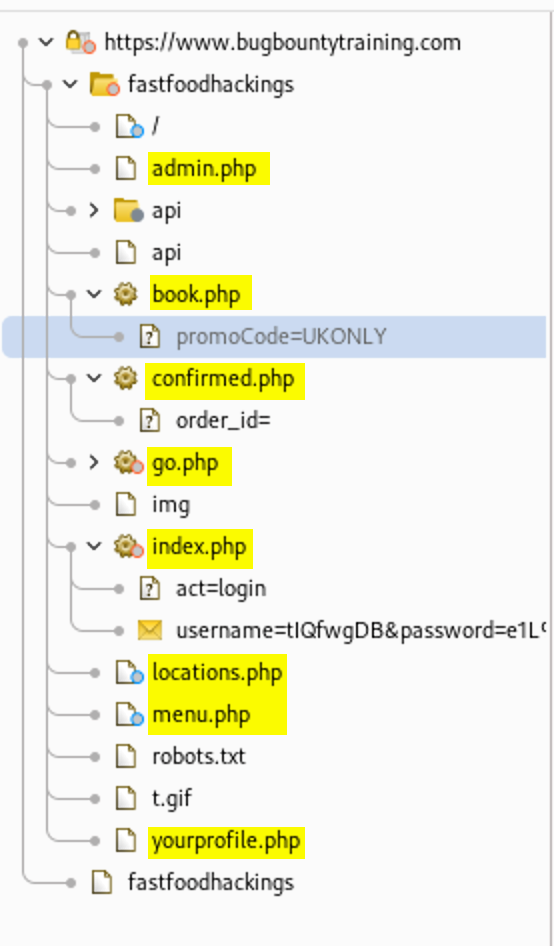 https://www.bugbountytraining.com
fastfoodhackings
/
admin.php
api
api
book.php
promoCode=UKONLY
confirmed.php
order_id=
go.php
img
index.php
act=login
username=tIQfwgDB&password=e1L
locations.php
menu.php
robots.txt
t.gif
yourprofile.php
fastfoodhackings